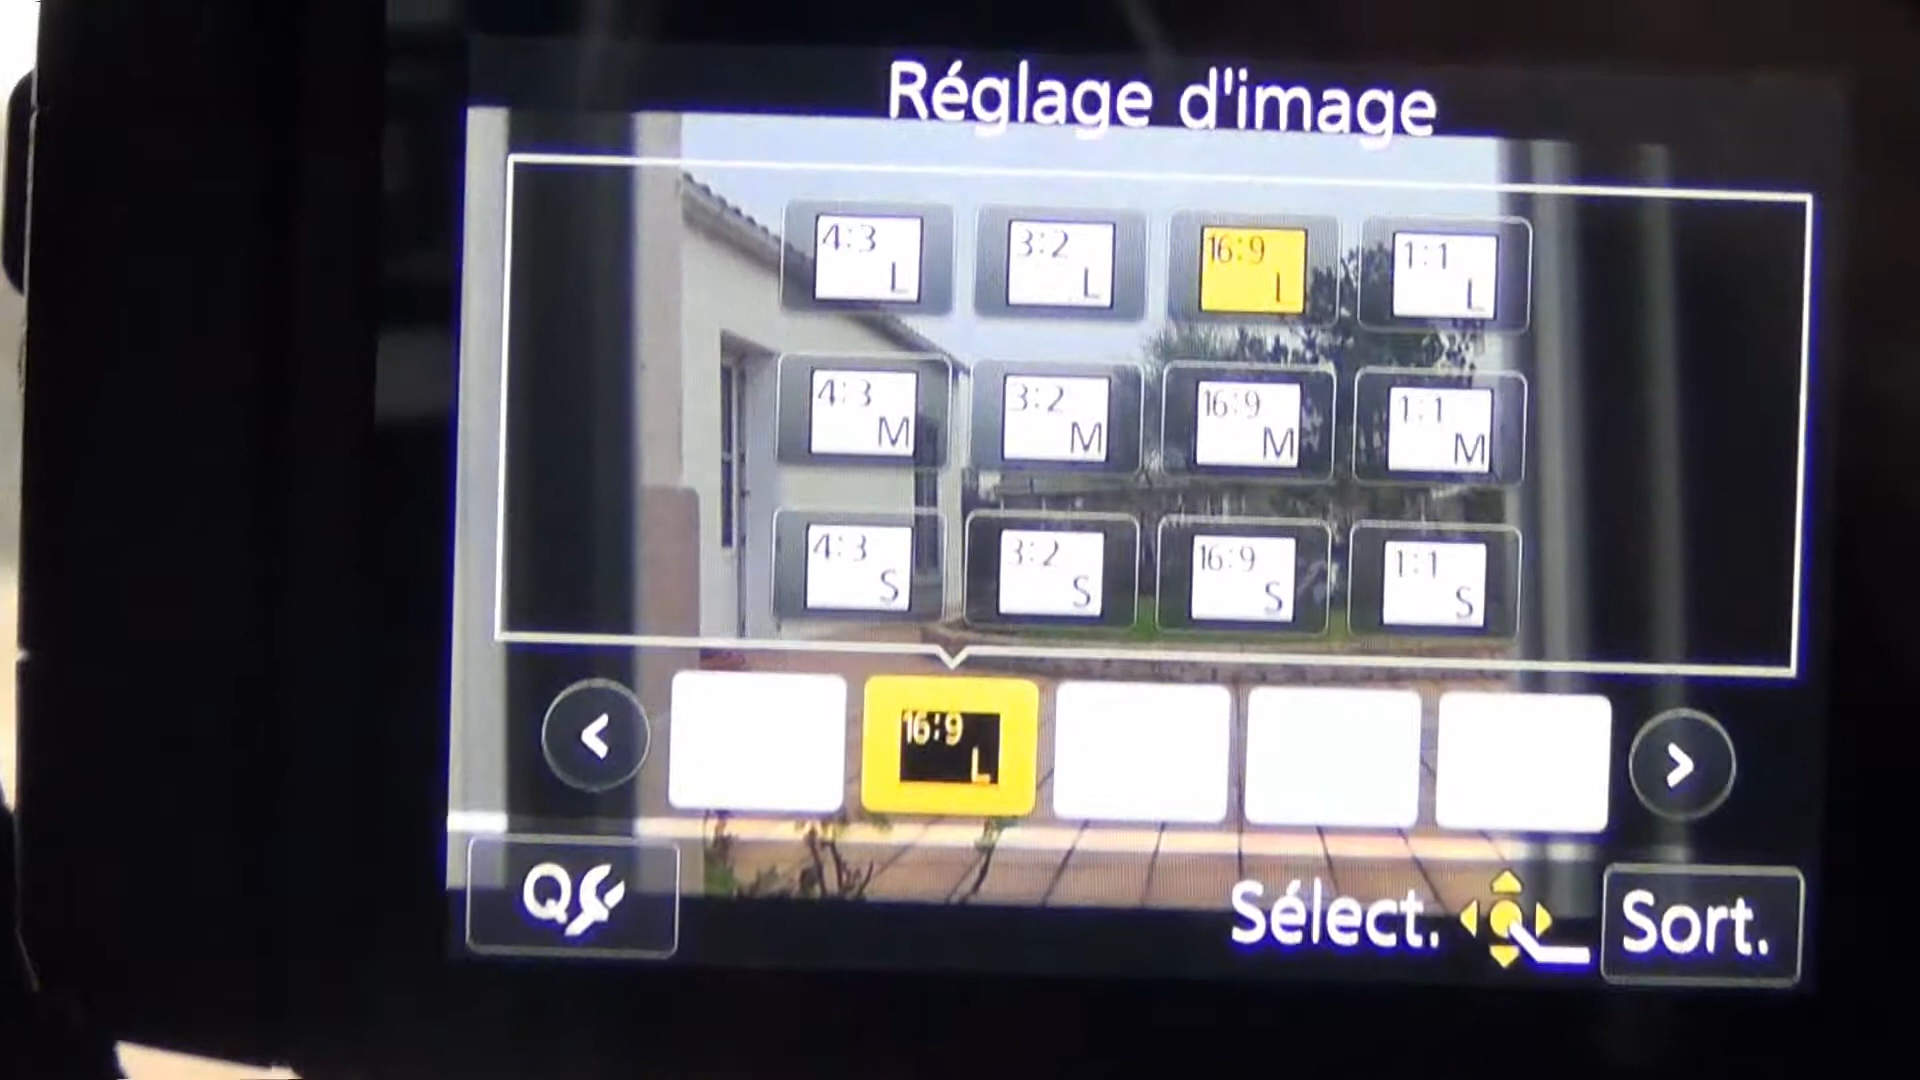 Réglage d'image
4:3 L 3:2 L 16:9 L 1:1 L
4:3 M 3:2 M 16:9 M 1:1 M
4:3 S 3:2 S 16:9 S 1:1 S
< 16:9 L >
Q Sélect. Sort.